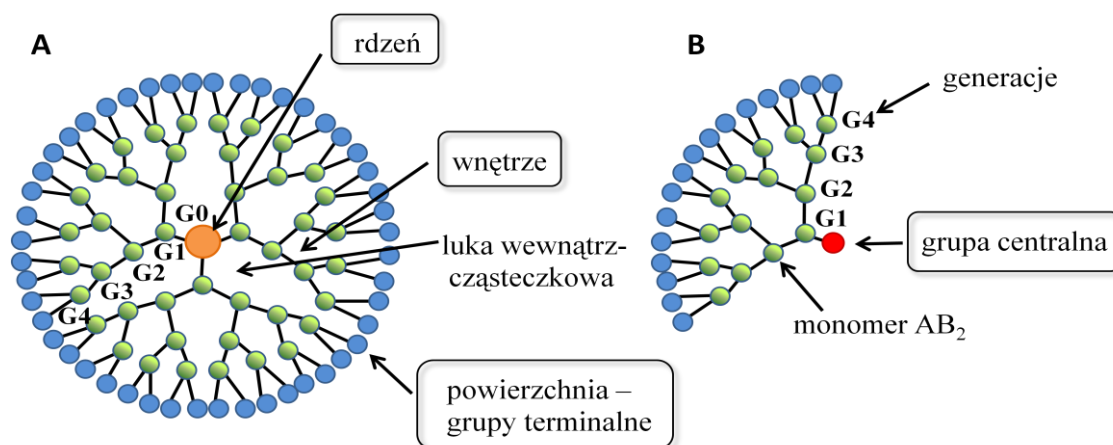 A
rdzeń
wnętrze
luka wewnątrz-
cząsteczkowa
powierzchnia –
grupy terminalne
G0
G1
G2
G3
G4
B
generacje
G4
G3
G2
G1
grupa centralna
monomer AB₂